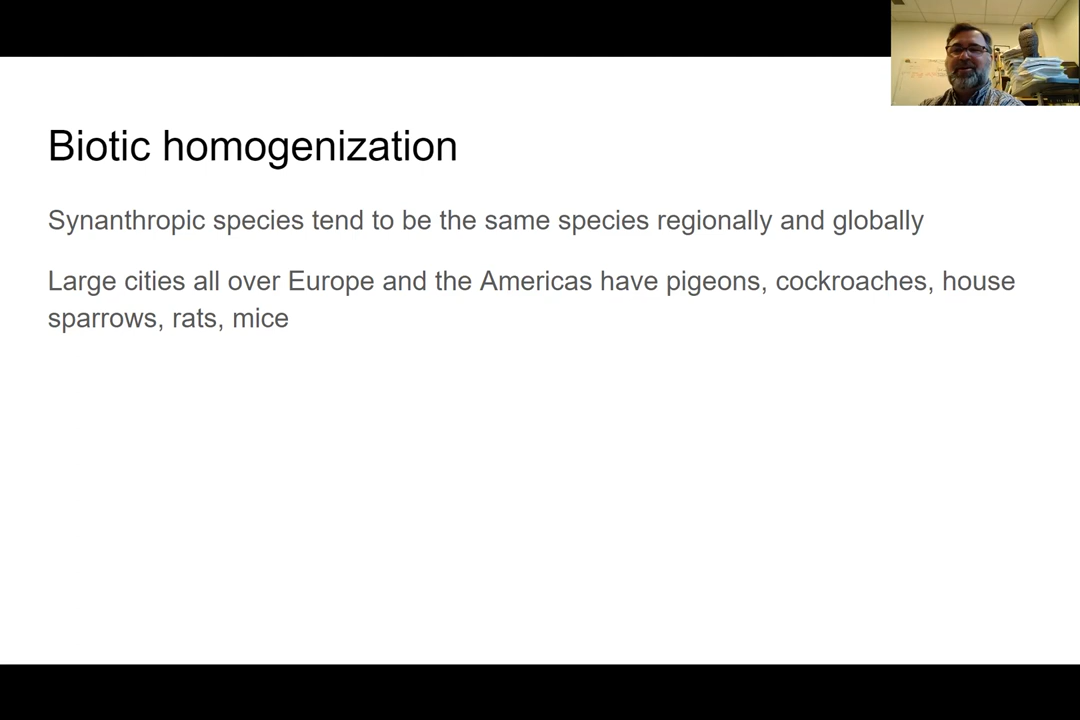 Biotic homogenization
Synanthropic species tend to be the same species regionally and globally
Large cities all over Europe and the Americas have pigeons, cockroaches, house
sparrows, rats, mice